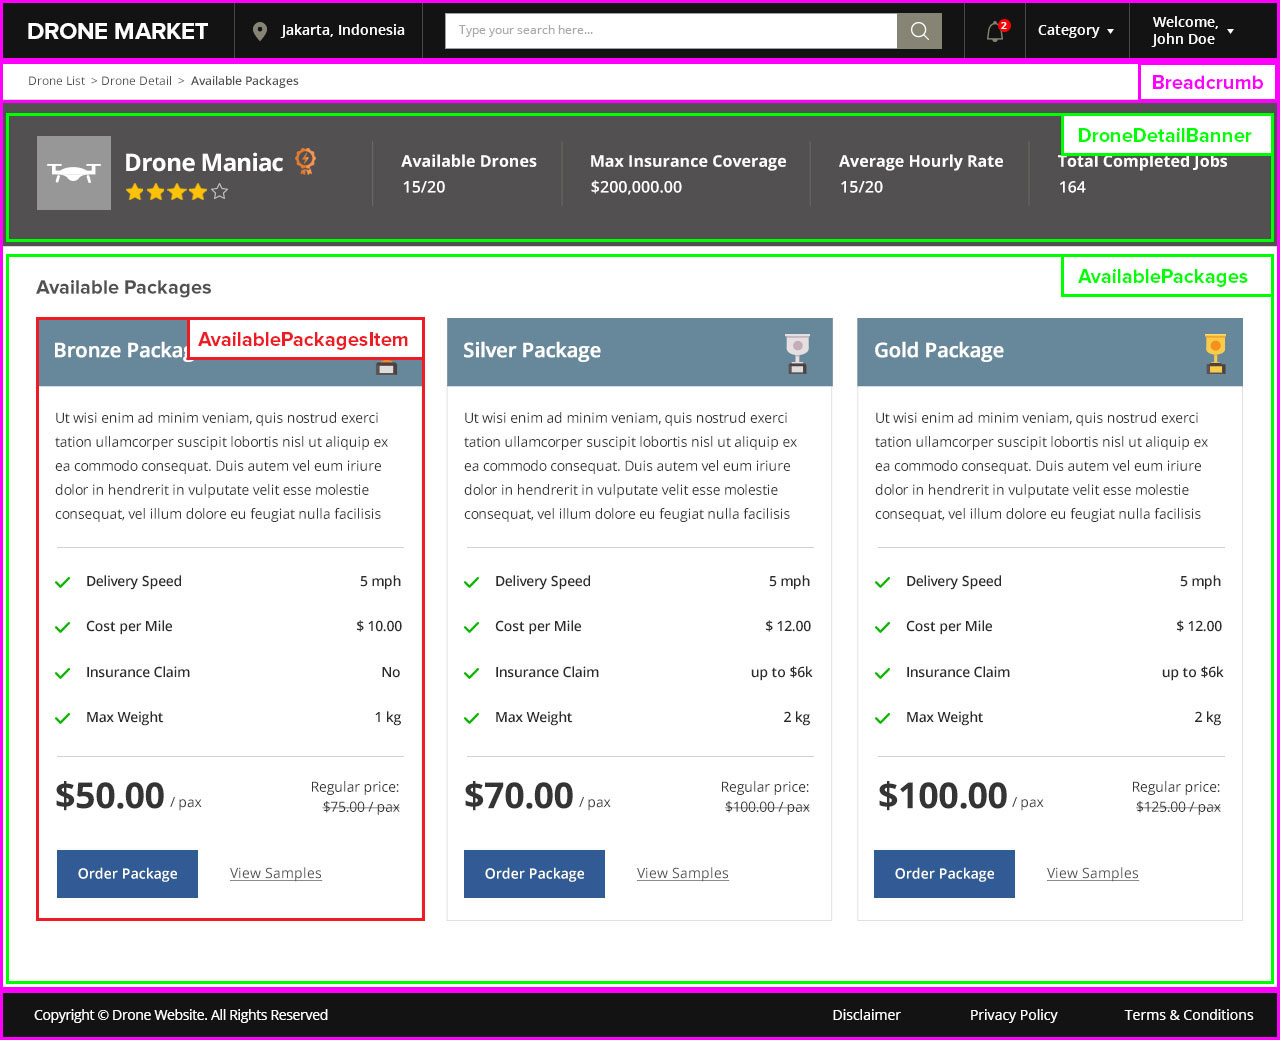 DRONE MARKET
Jakarta, Indonesia
Type your search here...
2
Category
Welcome,
John Doe
Drone List > Drone Detail > Available Packages
Breadcrumb
DroneDetailBanner
Drone Maniac
Available Drones
15/20
Max Insurance Coverage
$200,000.00
Average Hourly Rate
15/20
Total Completed Jobs
164
AvailablePackages
Available Packages
AvailablePackagesItem
Bronze Packag
Ut wisi enim ad minim veniam, quis nostrud exerci
tation ullamcorper suscipit lobortis nisl ut aliquip ex
ea commodo consequat. Duis autem vel eum iriure
dolor in hendrerit in vulputate velit esse molestie
consequat, vel illum dolore eu feugiat nulla facilisis
Delivery Speed 5 mph
Cost per Mile $ 10.00
Insurance Claim No
Max Weight 1 kg
$50.00 / pax
Regular price:
$75.00 / pax
Order Package
View Samples
Silver Package
Ut wisi enim ad minim veniam, quis nostrud exerci
tation ullamcorper suscipit lobortis nisl ut aliquip ex
ea commodo consequat. Duis autem vel eum iriure
dolor in hendrerit in vulputate velit esse molestie
consequat, vel illum dolore eu feugiat nulla facilisis
Delivery Speed 5 mph
Cost per Mile $ 12.00
Insurance Claim up to $6k
Max Weight 2 kg
$70.00 / pax
Regular price:
$100.00 / pax
Order Package
View Samples
Gold Package
Ut wisi enim ad minim veniam, quis nostrud exerci
tation ullamcorper suscipit lobortis nisl ut aliquip ex
ea commodo consequat. Duis autem vel eum iriure
dolor in hendrerit in vulputate velit esse molestie
consequat, vel illum dolore eu feugiat nulla facilisis
Delivery Speed 5 mph
Cost per Mile $ 12.00
Insurance Claim up to $6k
Max Weight 2 kg
$100.00 / pax
Regular price:
$125.00 / pax
Order Package
View Samples
Copyright © Drone Website. All Rights Reserved
Disclaimer
Privacy Policy
Terms & Conditions